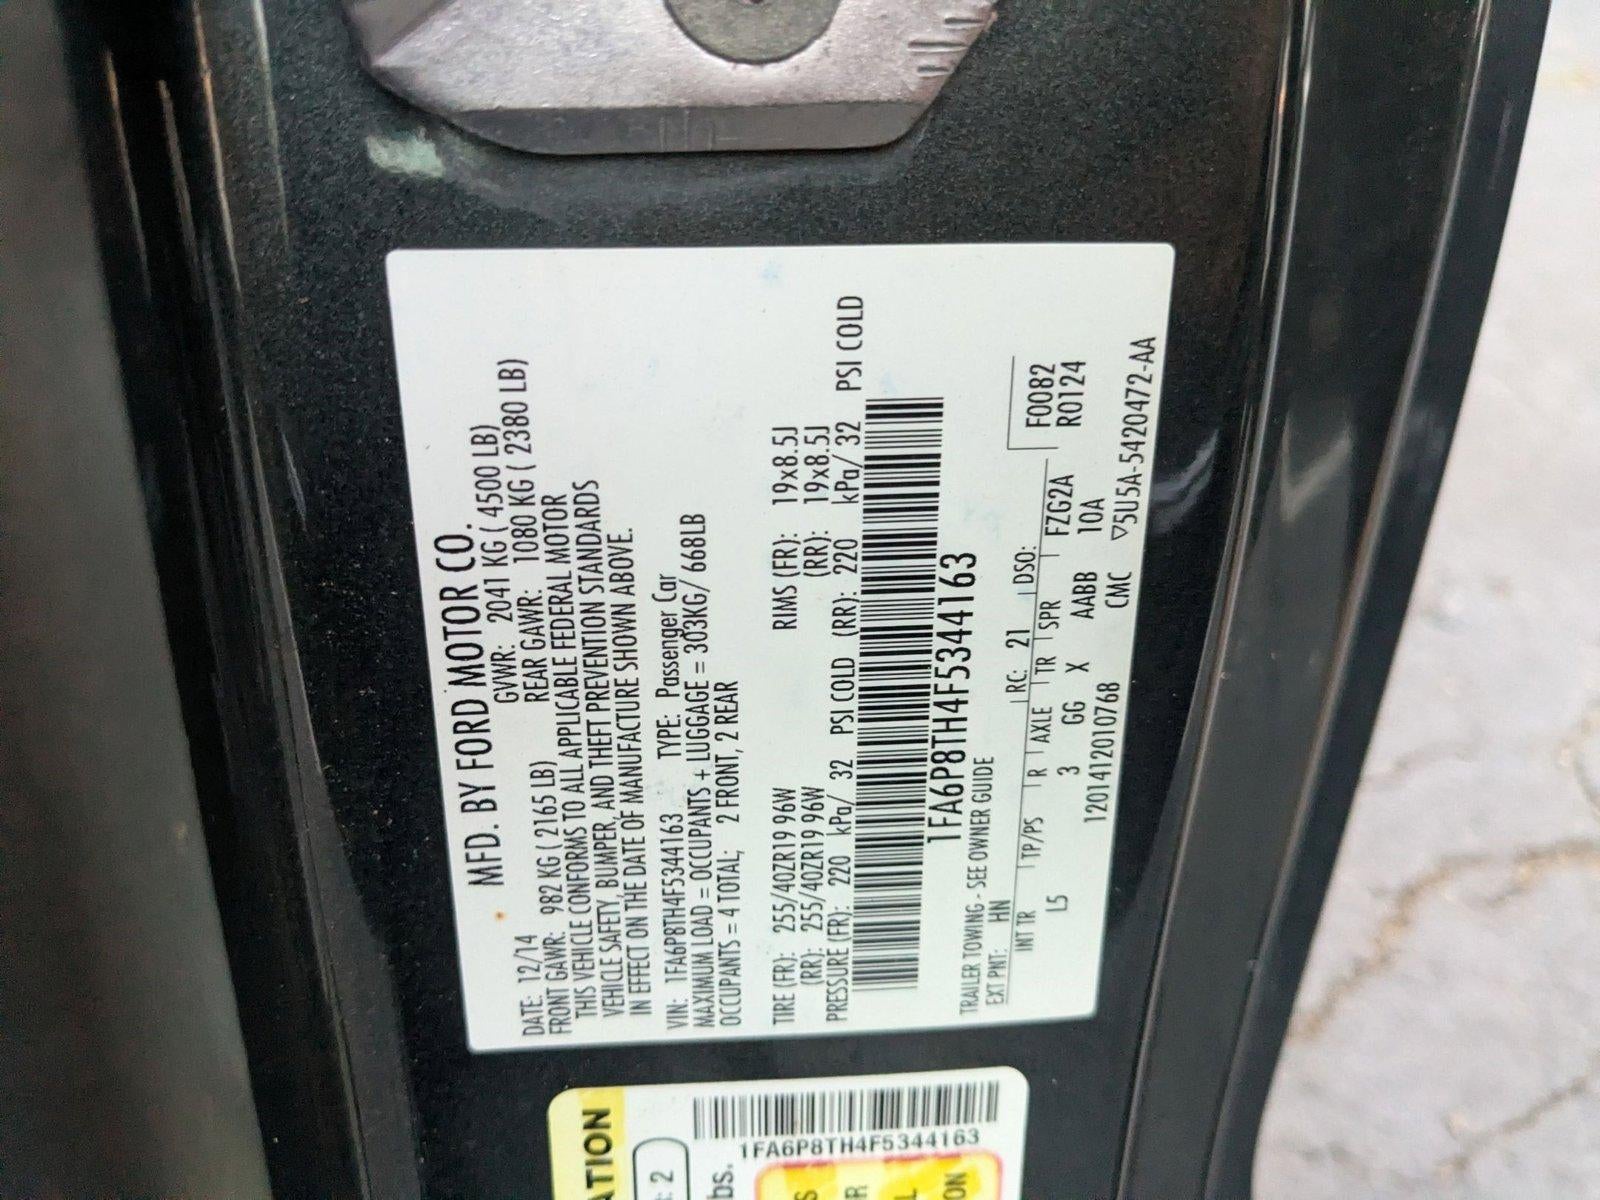 MFD. BY FORD MOTOR CO.
DATE: 12/14 GVWR: 2041 KG ( 4500 LB)
FRONT GAWR: 982 KG ( 2165 LB) REAR GAWR: 1080 KG ( 2380 LB)
THIS VEHICLE CONFORMS TO ALL APPLICABLE FEDERAL MOTOR
VEHICLE SAFETY, BUMPER, AND THEFT PREVENTION STANDARDS
IN EFFECT ON THE DATE OF MANUFACTURE SHOWN ABOVE.
VIN: 1FA6P8TH4F5344163 TYPE: Passenger Car
MAXIMUM LOAD = OCCUPANTS + LUGGAGE = 303KG/ 668LB
OCCUPANTS = 4 TOTAL; 2 FRONT, 2 REAR
TIRE (FR): 255/40ZR19 96W RIMS (FR): 19x8.5J
(RR): 255/40ZR19 96W (RR): 19x8.5J
PRESSURE (FR): 220 kPa/ 32 PSI COLD (RR): 220 kPa/ 32 PSI COLD
1FA6P8TH4F5344163
TRAILER TOWING - SEE OWNER GUIDE
EXT PNT: HN RC: 21 DSO: F0082
INT TR TP/PS R AXLE TR SPR R0124
L5 3 GG X AABB FZG2A
10A
1201412010768 CMC ▽5U5A-5420472-AA
ATION
: 2
bs.
1FA6P8TH4F5344163
S
R
L
ON